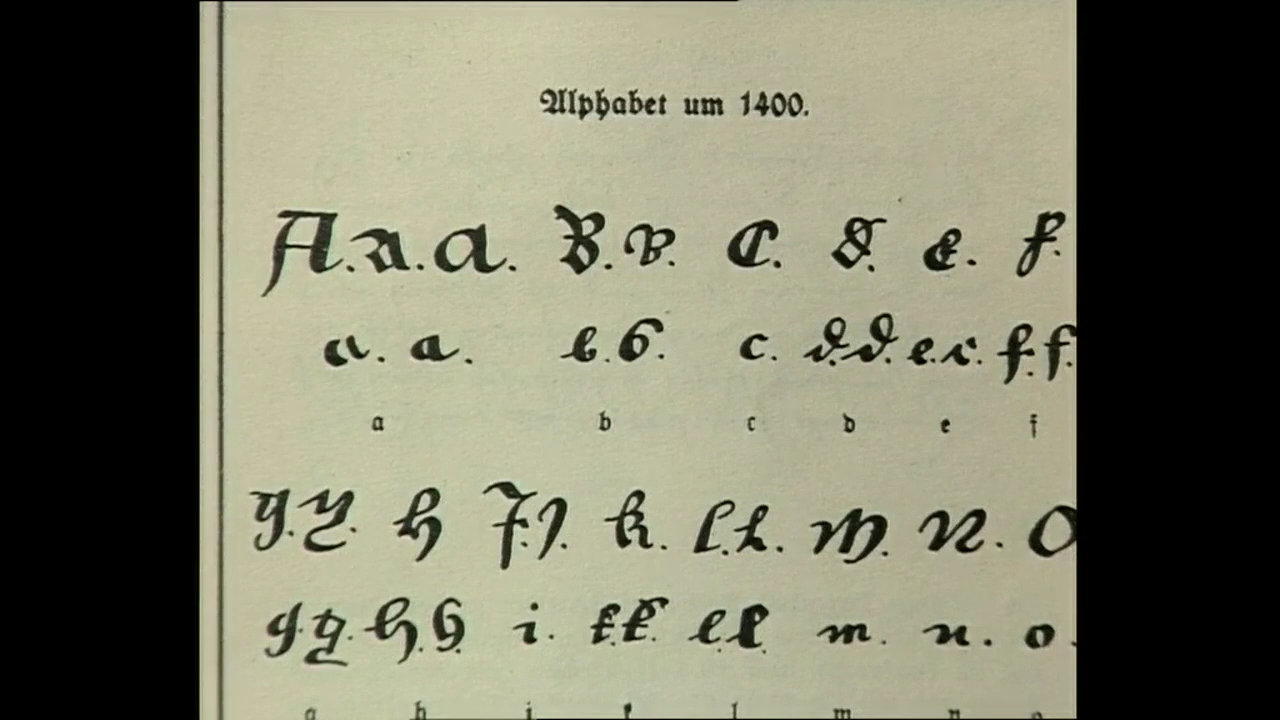 Alphabet um 1400.
A. a. a. B. B. C. D. e. f.
a. a. b. b. c. d. d. e. e. f. f.
a b c d e f
g. g. h J. J. k. l. L. M. N. O
g. g. h. h. i. k. k. l. l. m. n. o.
g h i k l m n o